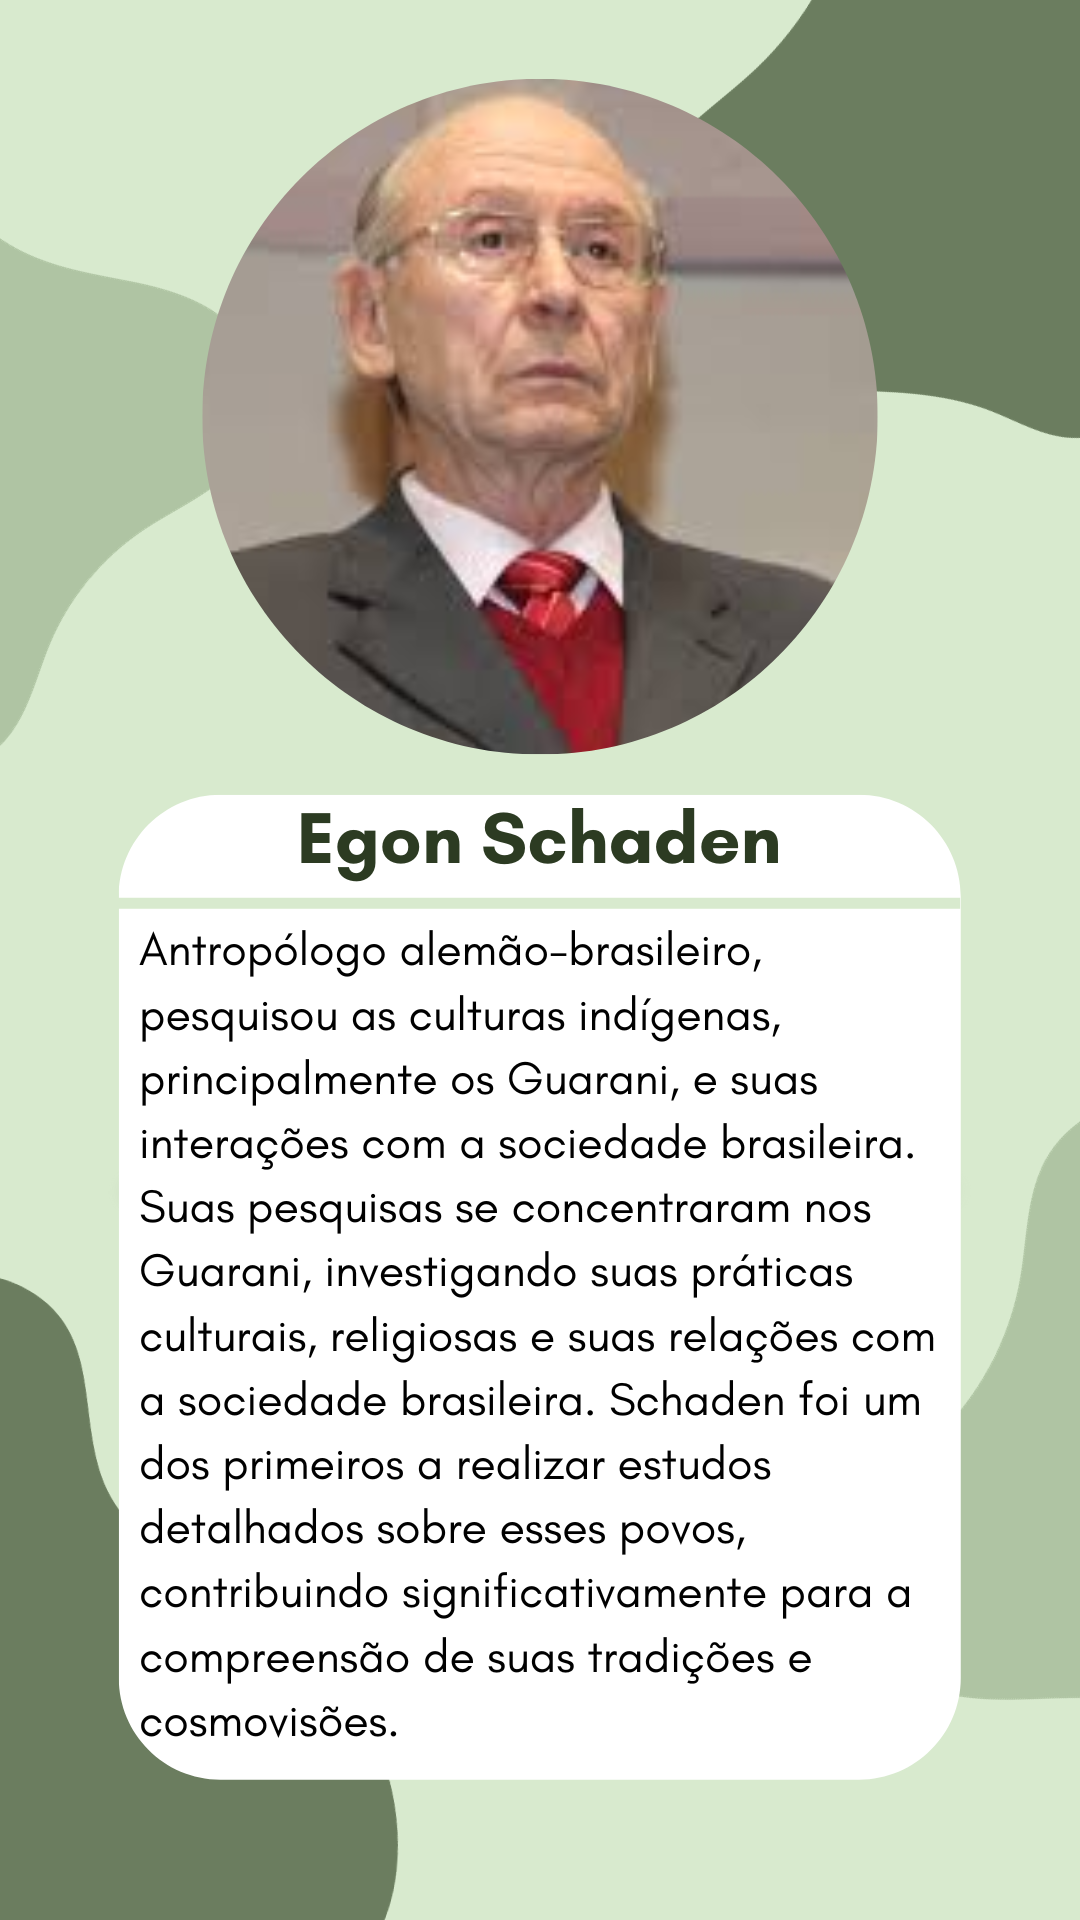 Egon Schaden
Antropólogo alemão-brasileiro,
pesquisou as culturas indígenas,
principalmente os Guarani, e suas
interações com a sociedade brasileira.
Suas pesquisas se concentraram nos
Guarani, investigando suas práticas
culturais, religiosas e suas relações com
a sociedade brasileira. Schaden foi um
dos primeiros a realizar estudos
detalhados sobre esses povos,
contribuindo significativamente para a
compreensão de suas tradições e
cosmovisões.